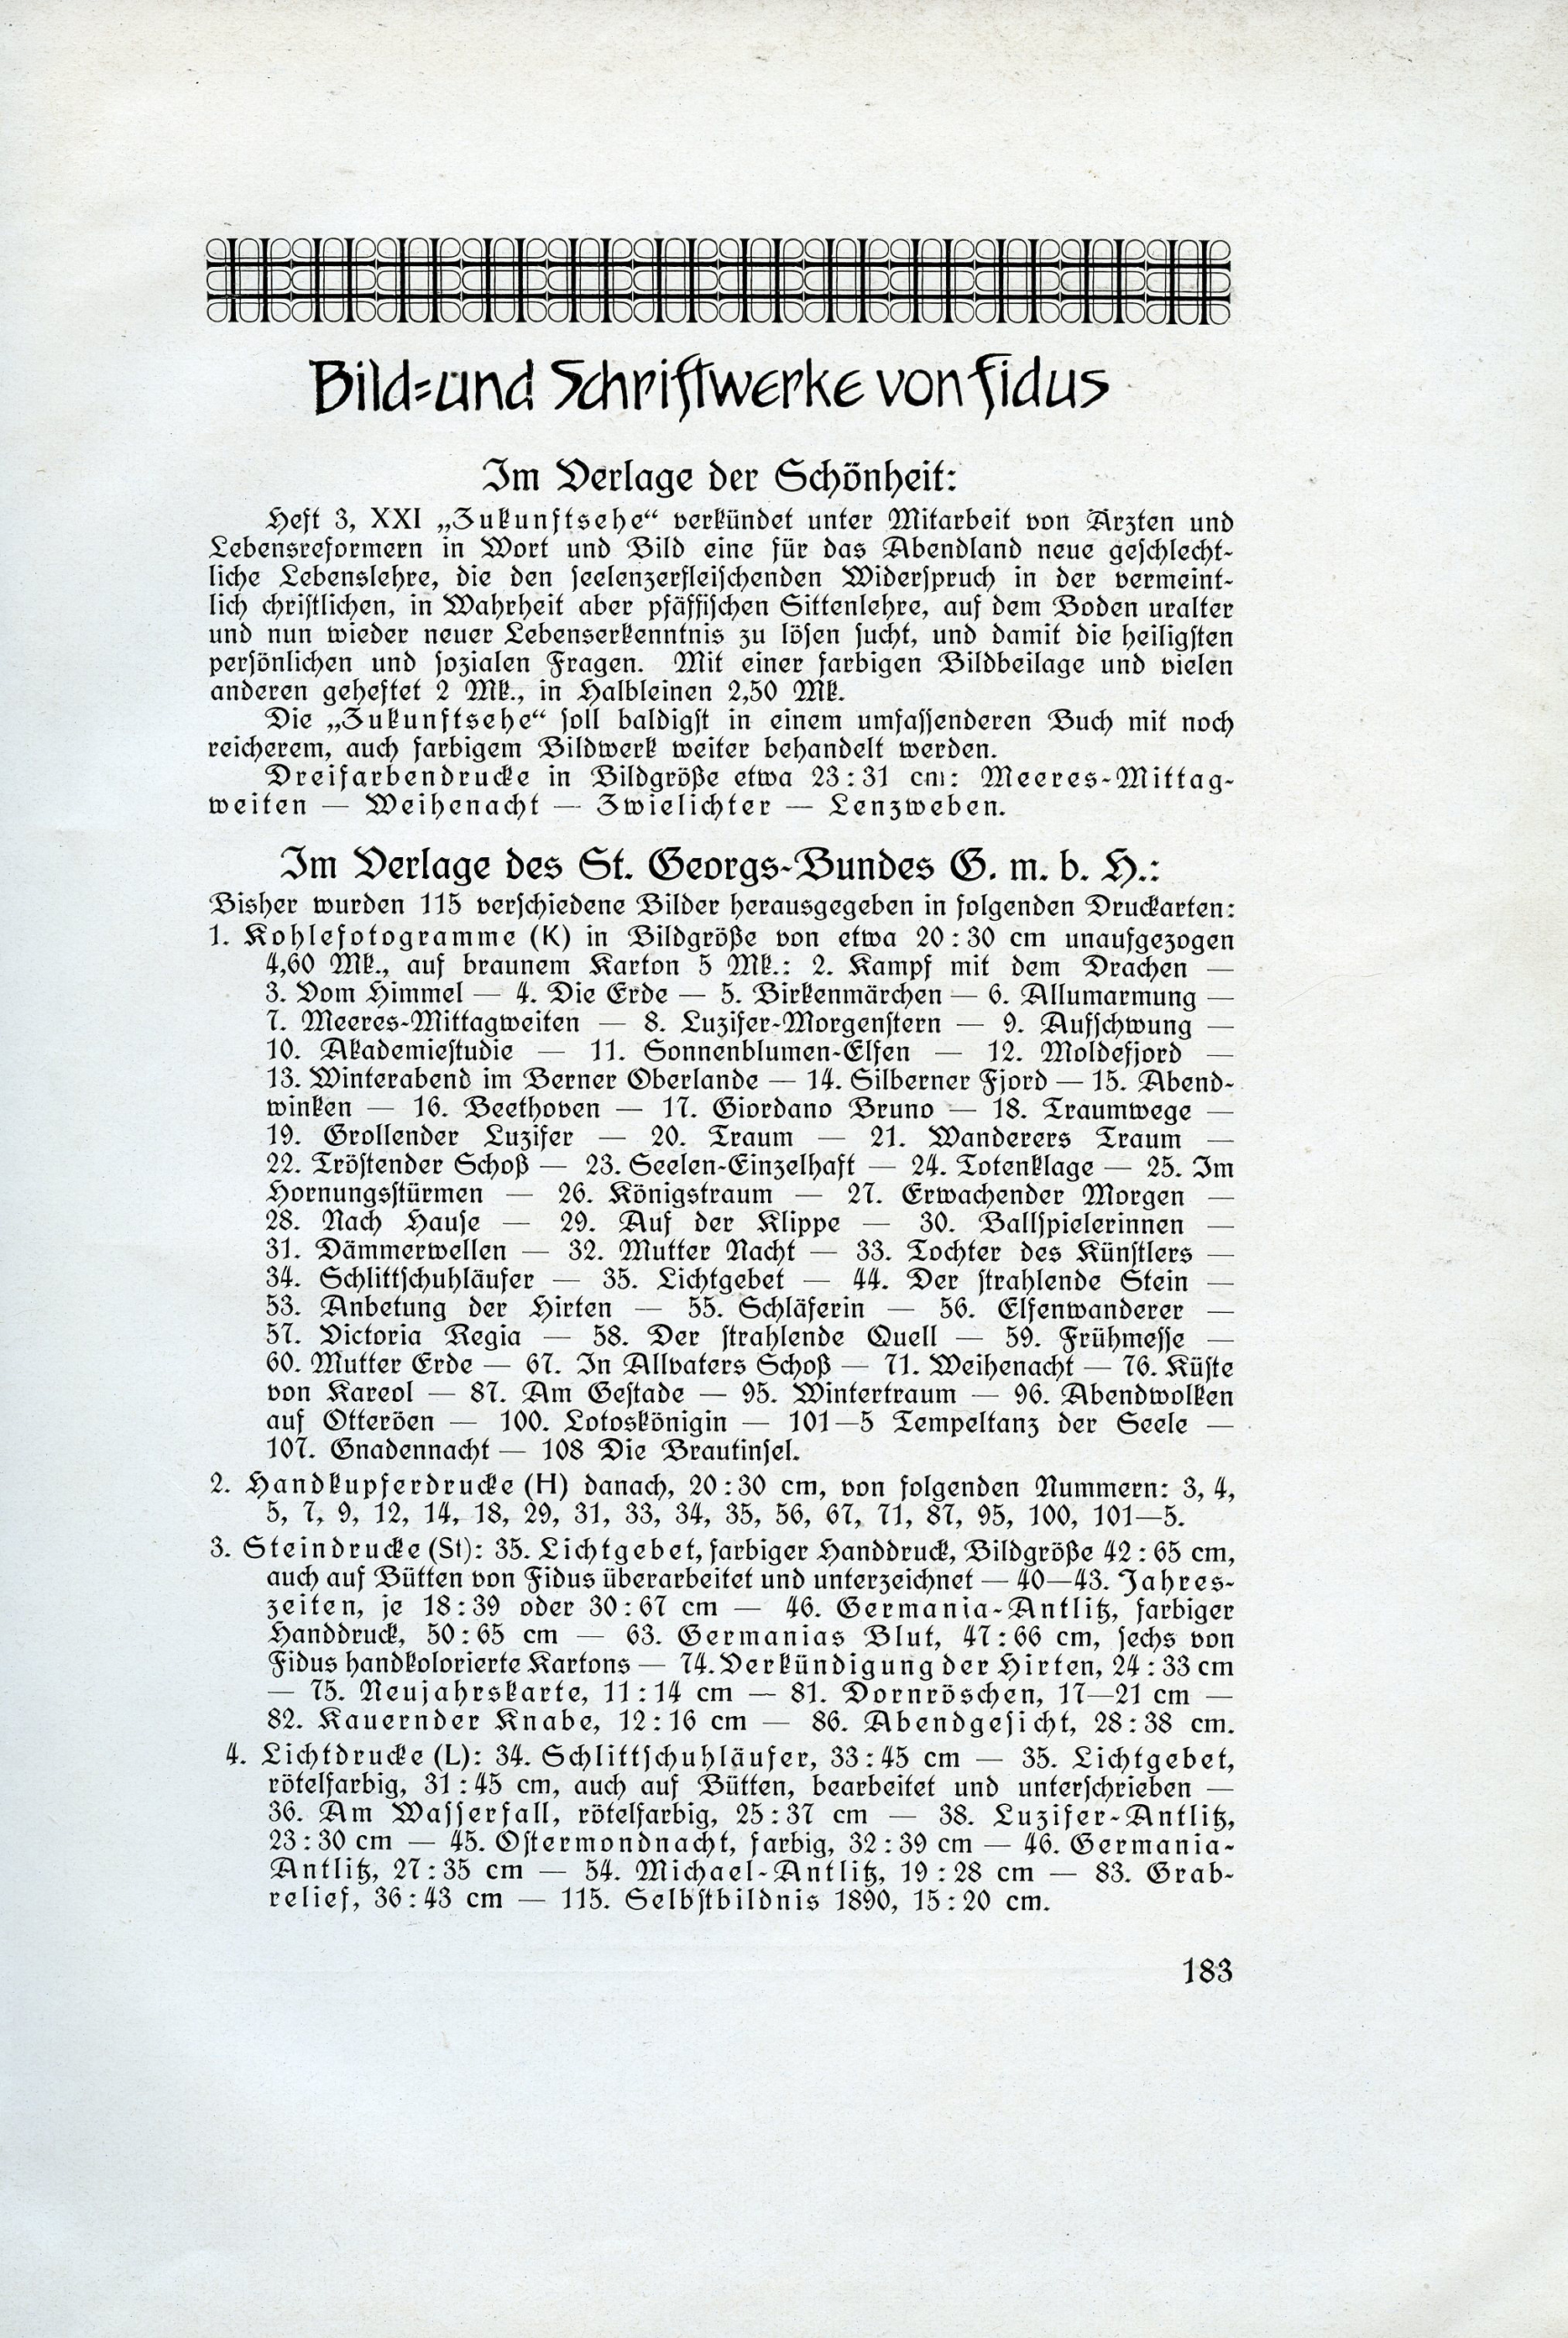 Bild=und Schriftwerke von Fidus
Im Verlage der Schönheit:
Heft 3, XXI „Zukunftsehe“ verkündet unter Mitarbeit von Ärzten und
Lebensreformern in Wort und Bild eine für das Abendland neue geschlecht-
liche Lebenslehre, die den seelenzerfleischenden Widerspruch in der vermeint-
lich christlichen, in Wahrheit aber pfäffischen Sittenlehre, auf dem Boden uralter
und nun wieder neuer Lebenserkenntnis zu lösen sucht, und damit die heiligsten
persönlichen und sozialen Fragen. Mit einer farbigen Bildbeilage und vielen
anderen geheftet 2 Mk., in Halbleinen 2,50 Mk.
Die „Zukunftsehe“ soll baldigst in einem umfassenderen Buch mit noch
reicherem, auch farbigem Bildwerk weiter behandelt werden.
Dreifarbendrucke in Bildgröße etwa 23:31 cm: Meeres-Mittag-
weiten — Weihenacht — Zwielichter — Lenzweben.
Im Verlage des St. Georgs-Bundes G. m. b. H.:
Bisher wurden 115 verschiedene Bilder herausgegeben in folgenden Druckarten:
1. Kohlefotogramme (K) in Bildgröße von etwa 20:30 cm unaufgezogen
4,60 Mk., auf braunem Karton 5 Mk.: 2. Kampf mit dem Drachen —
3. Vom Himmel — 4. Die Erde — 5. Birkenmärchen — 6. Allumarmung —
7. Meeres-Mittagweiten — 8. Luzifer-Morgenstern — 9. Aufschwung —
10. Akademiestudie — 11. Sonnenblumen-Elfen — 12. Moldefjord —
13. Winterabend im Berner Oberlande — 14. Silberner Fjord — 15. Abend-
winken — 16. Beethoven — 17. Giordano Bruno — 18. Traumwege —
19. Grollender Luzifer — 20. Traum — 21. Wanderers Traum —
22. Tröstender Schoß — 23. Seelen-Einzelhaft — 24. Totenklage — 25. Im
Hornungsstürmen — 26. Königstraum — 27. Erwachender Morgen —
28. Nach Hause — 29. Auf der Klippe — 30. Ballspielerinnen —
31. Dämmerwellen — 32. Mutter Nacht — 33. Tochter des Künstlers —
34. Schlittschuhläufer — 35. Lichtgebet — 44. Der strahlende Stein —
53. Anbetung der Hirten — 55. Schläferin — 56. Elfenwanderer —
57. Victoria Regia — 58. Der strahlende Quell — 59. Frühmesse —
60. Mutter Erde — 67. In Allvaters Schoß — 71. Weihenacht — 76. Küste
von Kareol — 87. Am Gestade — 95. Wintertraum — 96. Abendwolken
auf Otteröen — 100. Lotoskönigin — 101—5 Tempeltanz der Seele —
107. Gnadennacht — 108 Die Brautinsel.
2. Handkupferdrucke (H) danach, 20:30 cm, von folgenden Nummern: 3, 4,
5, 7, 9, 12, 14, 18, 29, 31, 33, 34, 35, 56, 67, 71, 87, 95, 100, 101—5.
3. Steindrucke (St): 35. Lichtgebet, farbiger Handdruck, Bildgröße 42:65 cm,
auch auf Bütten von Fidus überarbeitet und unterzeichnet — 40—43. Jahres-
zeiten, je 18:39 oder 30:67 cm — 46. Germania-Antlitz, farbiger
Handdruck, 50:65 cm — 63. Germanias Blut, 47:66 cm, sechs von
Fidus handkolorierte Kartons — 74. Verkündigung der Hirten, 24:33 cm
— 75. Neujahrskarte, 11:14 cm — 81. Dornröschen, 17—21 cm —
82. Kauernder Knabe, 12:16 cm — 86. Abendgesicht, 28:38 cm.
4. Lichtdrucke (L): 34. Schlittschuhläufer, 33:45 cm — 35. Lichtgebet,
rötelfarbig, 31:45 cm, auch auf Bütten, bearbeitet und unterschrieben —
36. Am Wasserfall, rötelfarbig, 25:37 cm — 38. Luzifer-Antlitz,
23:30 cm — 45. Ostermondnacht, farbig, 32:39 cm — 46. Germania-
Antlitz, 27:35 cm — 54. Michael-Antlitz, 19:28 cm — 83. Grab-
relief, 36:43 cm — 115. Selbstbildnis 1890, 15:20 cm.
183